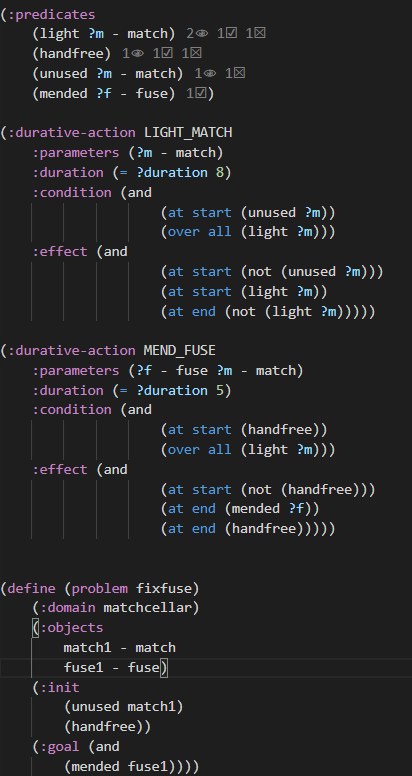 (:predicates
(light ?m - match) 2👁 1☑ 1☒
(handfree) 1👁 1☑ 1☒
(unused ?m - match) 1👁 1☒
(mended ?f - fuse) 1☑)
(:durative-action LIGHT_MATCH
:parameters (?m - match)
:duration (= ?duration 8)
:condition (and
(at start (unused ?m))
(over all (light ?m)))
:effect (and
(at start (not (unused ?m)))
(at start (light ?m))
(at end (not (light ?m)))))
(:durative-action MEND_FUSE
:parameters (?f - fuse ?m - match)
:duration (= ?duration 5)
:condition (and
(at start (handfree))
(over all (light ?m)))
:effect (and
(at start (not (handfree)))
(at end (mended ?f))
(at end (handfree)))))
(define (problem fixfuse)
(:domain matchcellar)
(:objects
match1 - match
fuse1 - fuse)
(:init
(unused match1)
(handfree))
(:goal (and
(mended fuse1))))